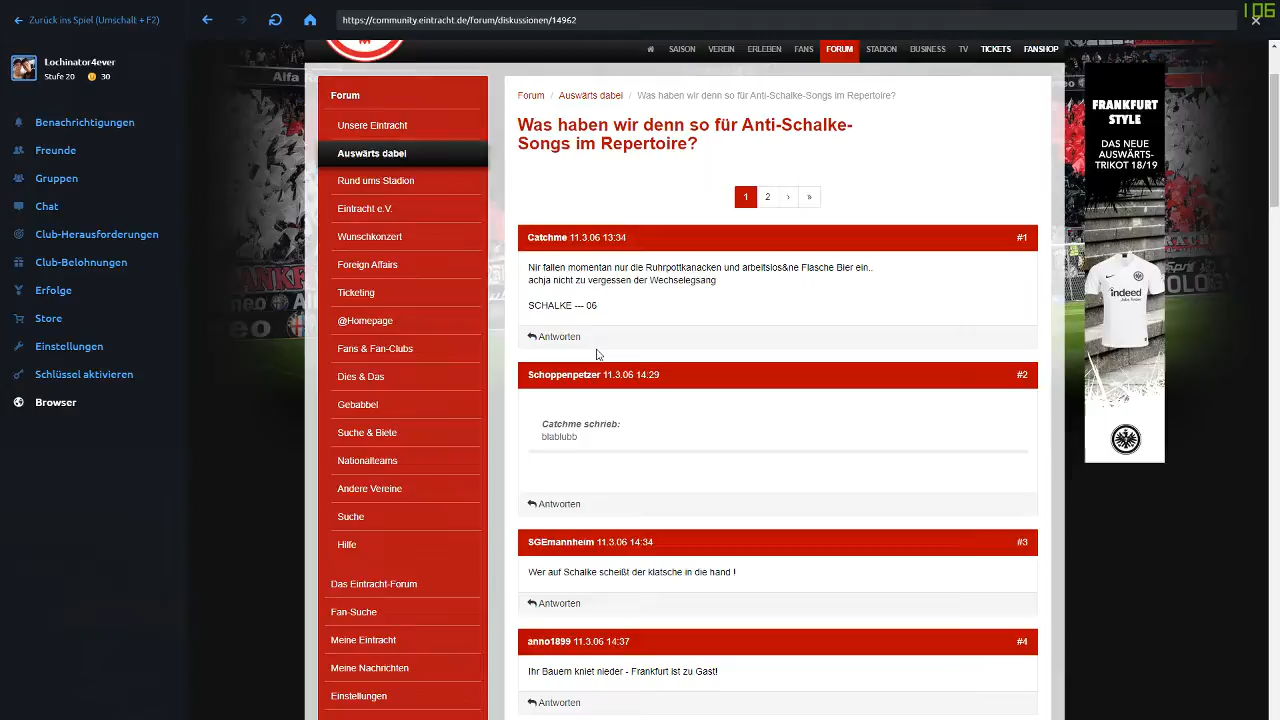 Zurück ins Spiel (Umschalt + F2)
https://community.eintracht.de/forum/diskussionen/14962
106
Lochinator4ever
Stufe 20 30
Benachrichtigungen
Freunde
Gruppen
Chat
Club-Herausforderungen
Club-Belohnungen
Erfolge
Store
Einstellungen
Schlüssel aktivieren
Browser
SAISON VEREIN ERLEBEN FANS FORUM STADION BUSINESS TV TICKETS FANSHOP
Forum
Unsere Eintracht
Auswärts dabei
Rund ums Stadion
Eintracht e.V.
Wunschkonzert
Foreign Affairs
Ticketing
@Homepage
Fans & Fan-Clubs
Dies & Das
Gebabbel
Suche & Biete
Nationalteams
Andere Vereine
Suche
Hilfe
Das Eintracht-Forum
Fan-Suche
Meine Eintracht
Meine Nachrichten
Einstellungen
Forum / Auswärts dabei / Was haben wir denn so für Anti-Schalke-Songs im Repertoire?
Was haben wir denn so für Anti-Schalke-
Songs im Repertoire?
1 2 › »
Catchme 11.3.06 13:34 #1
Nir fallen momentan nur die Ruhrpottkanacken und arbeitslos&ne Flasche Bier ein..
achja nicht zu vergessen der Wechselegsang
SCHALKE --- 06
Antworten
Schoppenpetzer 11.3.06 14:29 #2
Catchme schrieb:
blablubb
Antworten
SGEmannheim 11.3.06 14:34 #3
Wer auf Schalke scheißt der klatsche in die hand !
Antworten
anno1899 11.3.06 14:37 #4
Ihr Bauern kniet nieder - Frankfurt ist zu Gast!
Antworten
FRANKFURT
STYLE
DAS NEUE
AUSWÄRTS-
TRIKOT 18/19
indeed